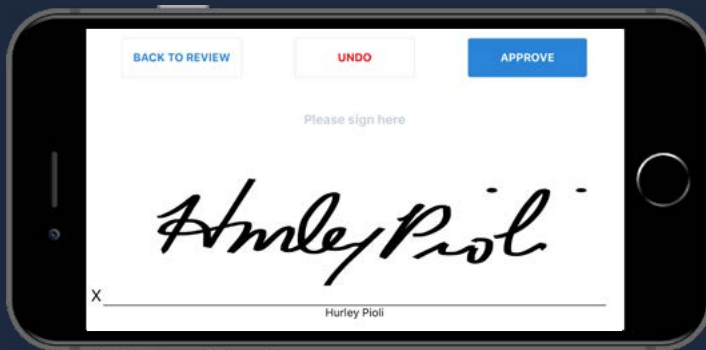 BACK TO REVIEW UNDO APPROVE
Please sign here
Hurley Pioli
X
Hurley Pioli